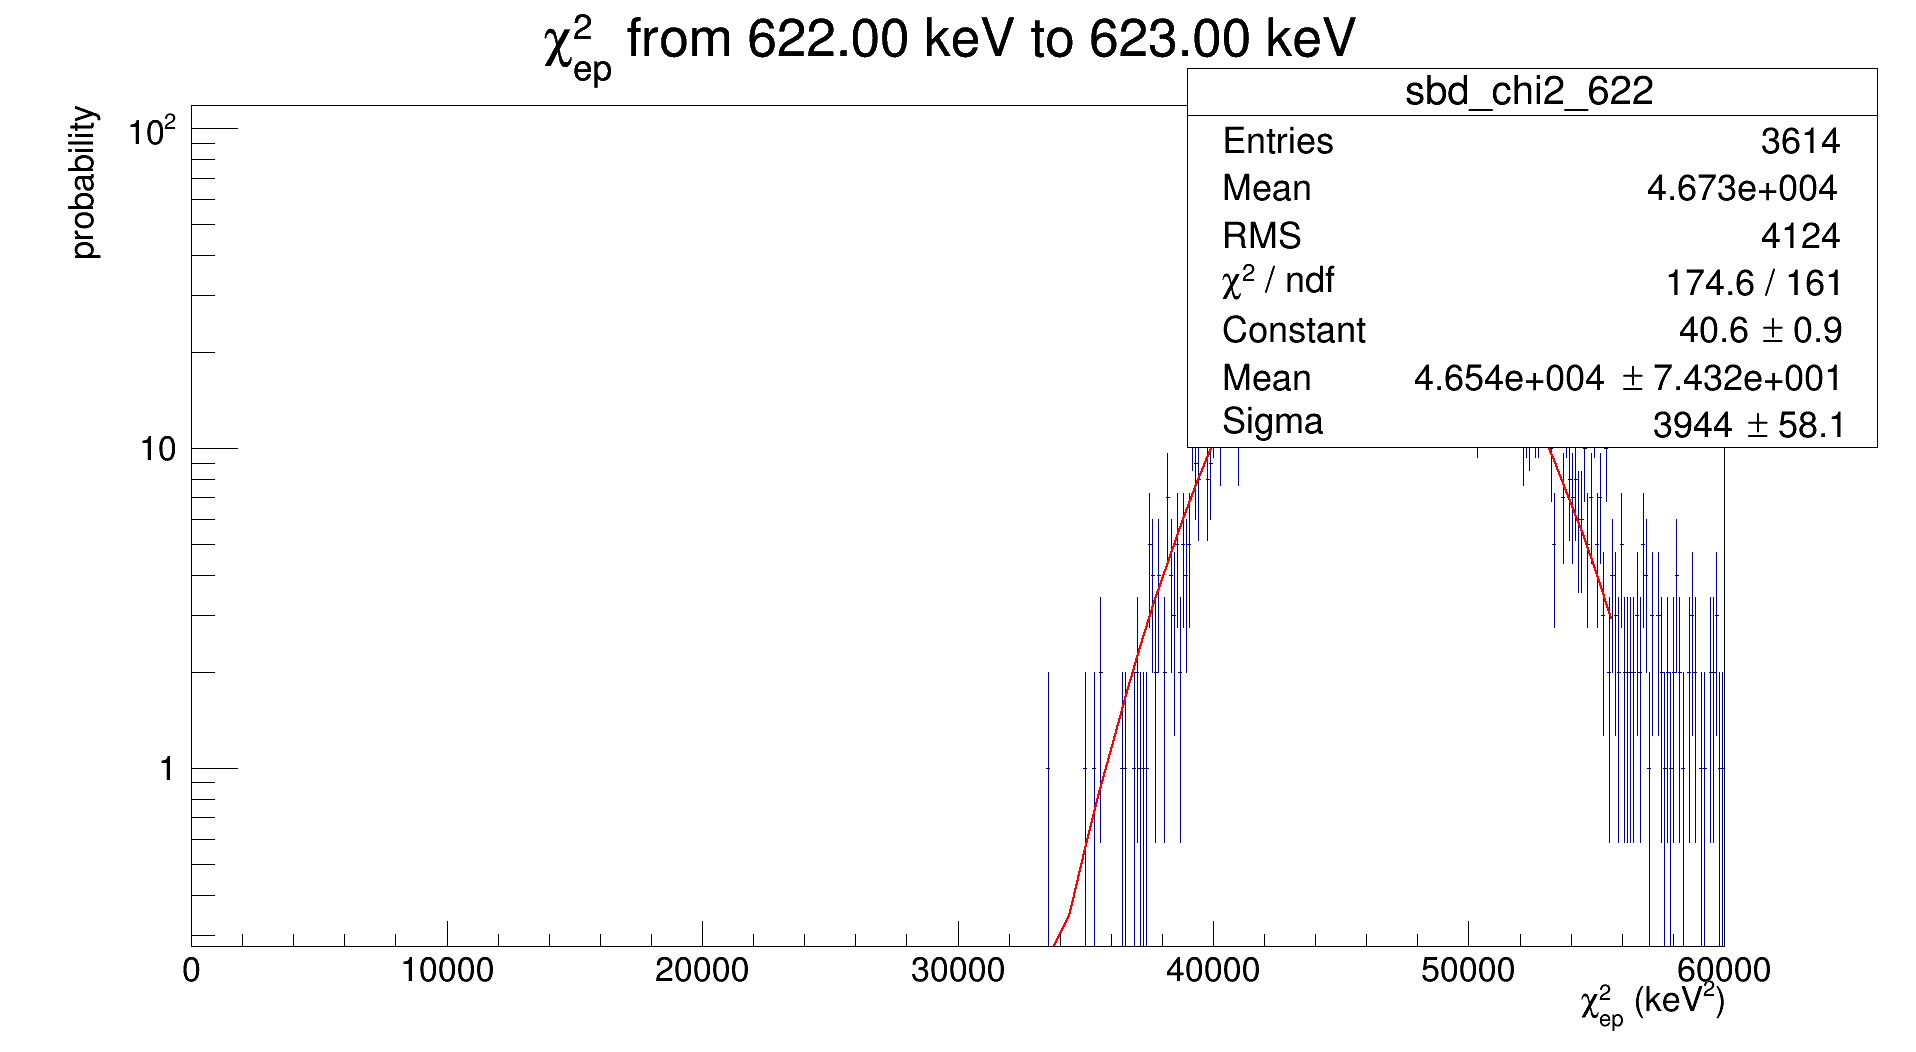 χ²ep from 622.00 keV to 623.00 keV
probability
sbd_chi2_622
Entries 3614
Mean 4.673e+004
RMS 4124
χ² / ndf 174.6 / 161
Constant 40.6 ± 0.9
Mean 4.654e+004 ± 7.432e+001
Sigma 3944 ± 58.1
10²
10
1
0 10000 20000 30000 40000 50000 60000
χ²ep (keV²)